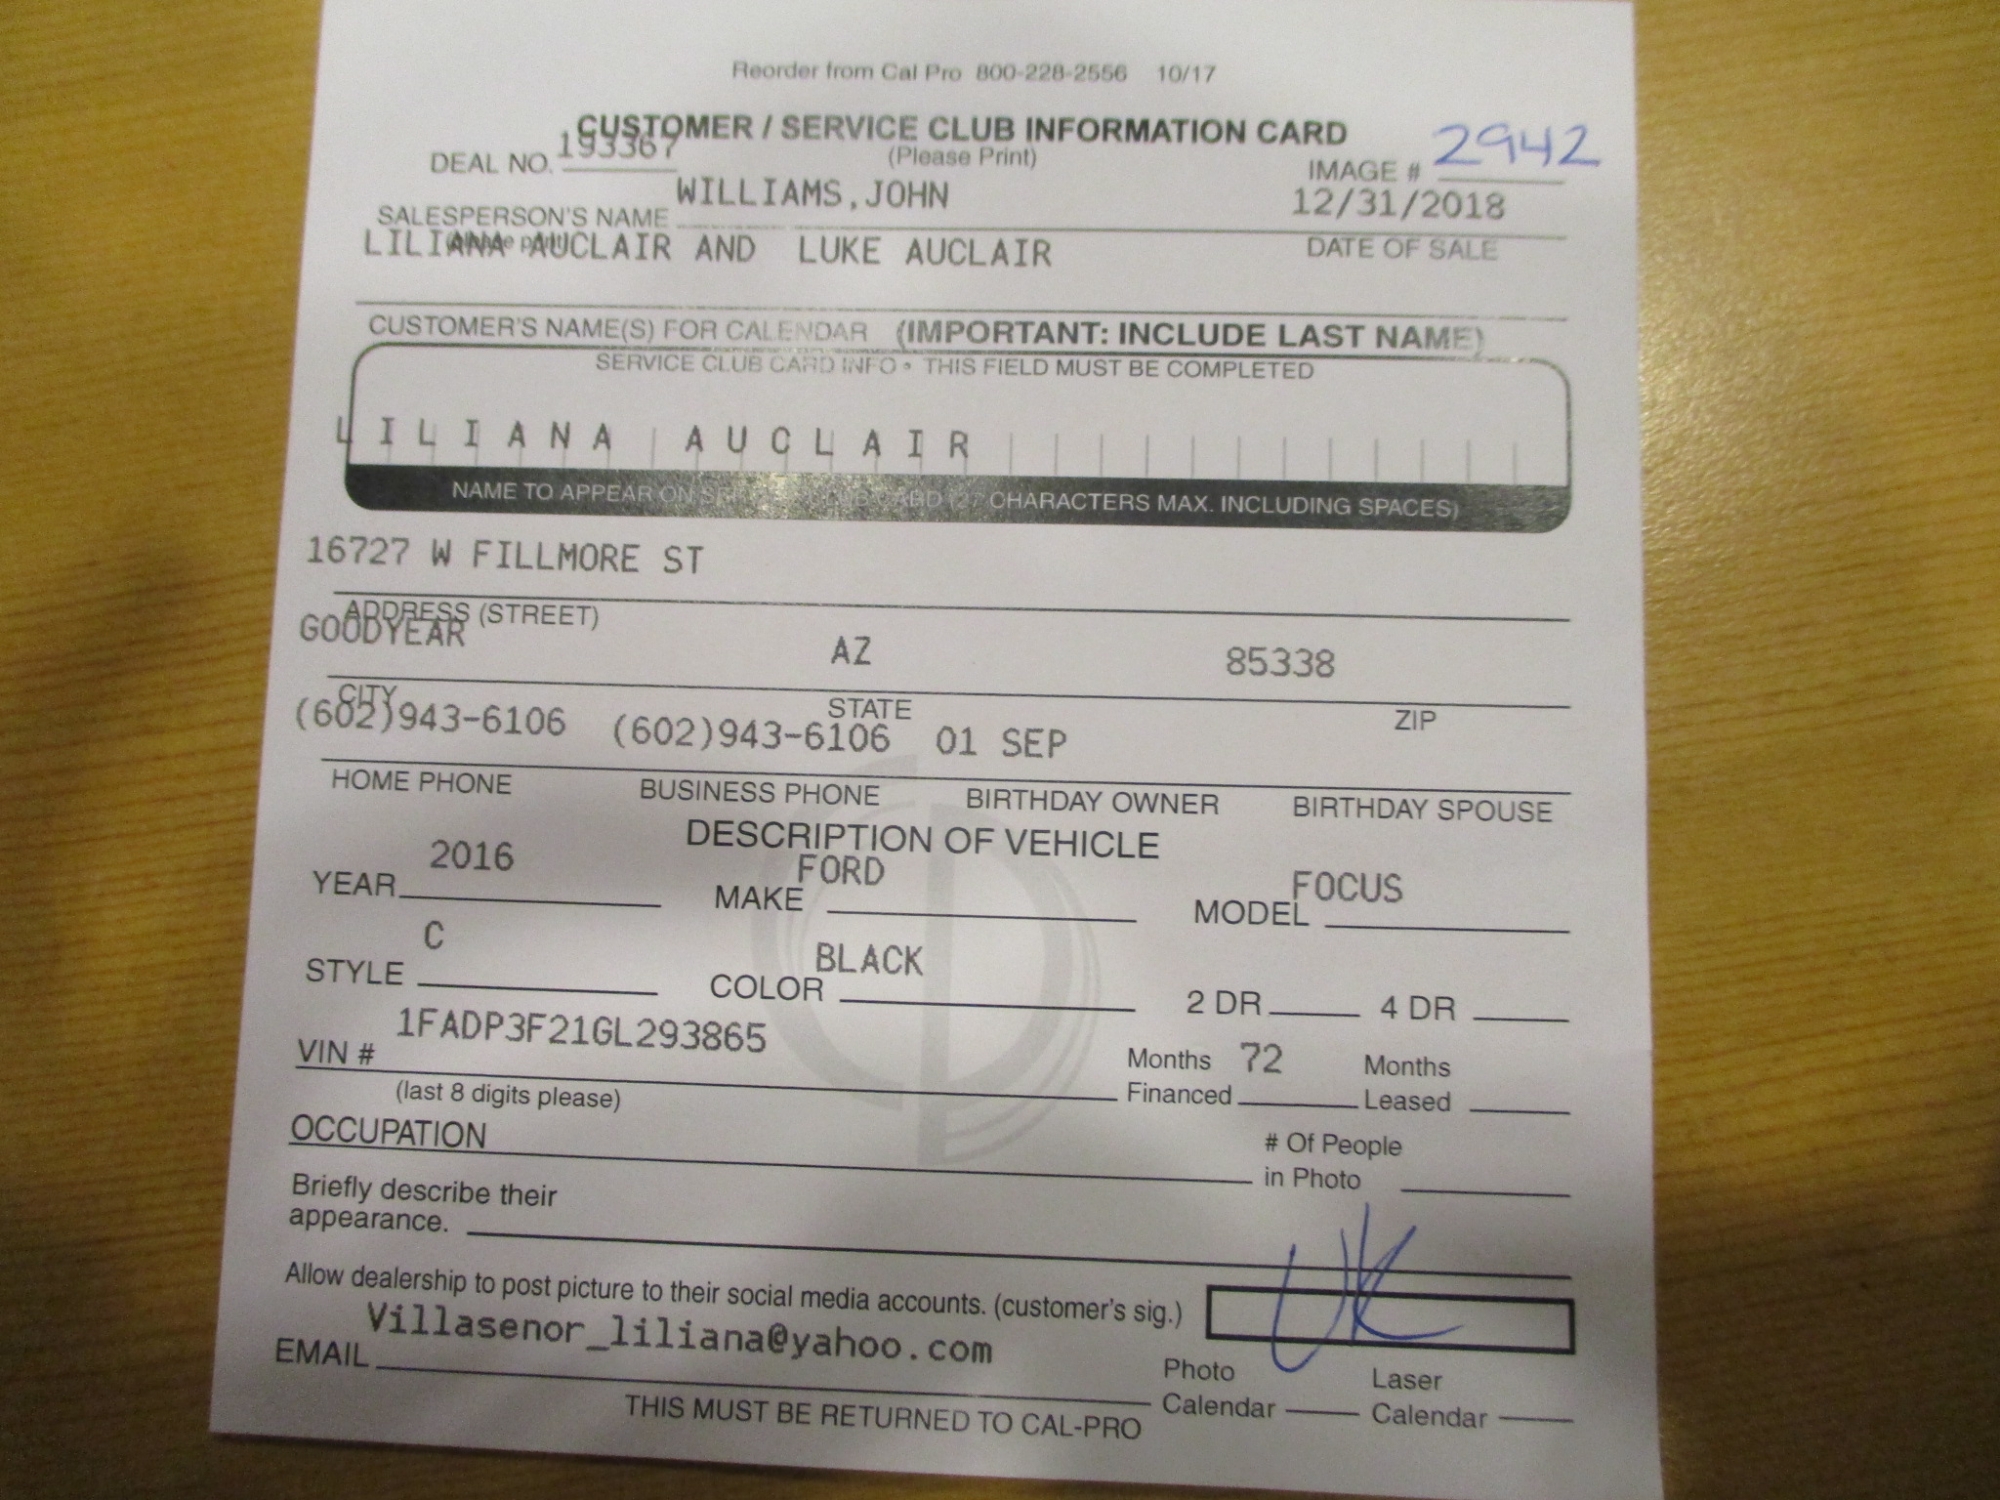 Reorder from Cal Pro 800-228-2556 10/17
CUSTOMER / SERVICE CLUB INFORMATION CARD
(Please Print)
DEAL NO. 193367
IMAGE # 2942
SALESPERSON'S NAME WILLIAMS,JOHN
12/31/2018
DATE OF SALE
LILIANA AUCLAIR AND LUKE AUCLAIR
CUSTOMER'S NAME(S) FOR CALENDAR (IMPORTANT: INCLUDE LAST NAME)
SERVICE CLUB CARD INFO • THIS FIELD MUST BE COMPLETED
LILIANA AUCLAIR
NAME TO APPEAR ON SERVICE CLUB CARD (27 CHARACTERS MAX. INCLUDING SPACES)
16727 W FILLMORE ST
ADDRESS (STREET)
GOODYEAR AZ 85338
CITY STATE ZIP
(602)943-6106 (602)943-6106 01 SEP
HOME PHONE BUSINESS PHONE BIRTHDAY OWNER BIRTHDAY SPOUSE
DESCRIPTION OF VEHICLE
YEAR 2016 MAKE FORD MODEL FOCUS
STYLE C COLOR BLACK 2 DR 4 DR
VIN # 1FADP3F21GL293865
(last 8 digits please)
Months Financed 72 Months Leased
OCCUPATION
# Of People in Photo
Briefly describe their
appearance.
Allow dealership to post picture to their social media accounts. (customer's sig.)
EMAIL Villasenor_liliana@yahoo.com
Photo Calendar Laser Calendar
THIS MUST BE RETURNED TO CAL-PRO